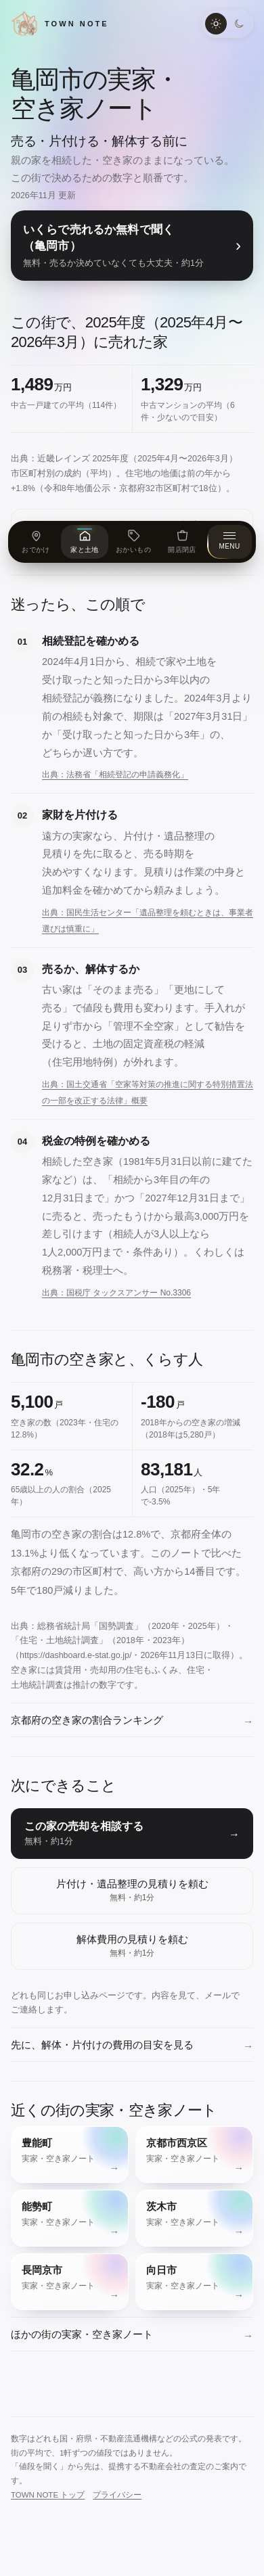 TOWN NOTE
亀岡市の実家・
空き家ノート
売る・片付ける・解体する前に
親の家を相続した・空き家のままになっている。
この街で決めるための数字と順番です。
2026年11月 更新
いくらで売れるか無料で聞く
（亀岡市）
無料・売るか決めていなくても大丈夫・約1分
›
この街で、2025年度（2025年4月〜
2026年3月）に売れた家
1,489万円
中古一戸建ての平均（114件）
1,329万円
中古マンションの平均（6
件・少ないので目安）
出典：近畿レインズ 2025年度（2025年4月〜2026年3月）
市区町村別の成約（平均）。住宅地の地価は前の年から
+1.8%（令和8年地価公示・京都府32市区町村で18位）。
おでかけ
家と土地
おかいもの
開店閉店
MENU
迷ったら、この順で
01
相続登記を確かめる
2024年4月1日から、相続で家や土地を
受け取ったと知った日から3年以内の
相続登記が義務になりました。2024年3月より
前の相続も対象で、期限は「2027年3月31日」
か「受け取ったと知った日から3年」の、
どちらか遅い方です。
出典：法務省「相続登記の申請義務化」
02
家財を片付ける
遠方の実家なら、片付け・遺品整理の
見積りを先に取ると、売る時期を
決めやすくなります。見積りは作業の中身と
追加料金を確かめてから頼みましょう。
出典：国民生活センター「遺品整理を頼むときは、事業者
選びは慎重に」
03
売るか、解体するか
古い家は「そのまま売る」「更地にして
売る」で値段も費用も変わります。手入れが
足りず市から「管理不全空家」として勧告を
受けると、土地の固定資産税の軽減
（住宅用地特例）が外れます。
出典：国土交通省「空家等対策の推進に関する特別措置法
の一部を改正する法律」概要
04
税金の特例を確かめる
相続した空き家（1981年5月31日以前に建てた
家など）は、「相続から3年目の年の
12月31日まで」かつ「2027年12月31日まで」
に売ると、売ったもうけから最高3,000万円を
差し引けます（相続人が3人以上なら
1人2,000万円まで・条件あり）。くわしくは
税務署・税理士へ。
出典：国税庁 タックスアンサー No.3306
亀岡市の空き家と、くらす人
5,100戸
空き家の数（2023年・住宅の
12.8%）
-180戸
2018年からの空き家の増減
（2018年は5,280戸）
32.2%
65歳以上の人の割合（2025
年）
83,181人
人口（2025年）・5年
で-3.5%
亀岡市の空き家の割合は12.8%で、京都府全体の
13.1%より低くなっています。このノートで比べた
京都府の29の市区町村で、高い方から14番目です。
5年で180戸減りました。
出典：総務省統計局「国勢調査」（2020年・2025年）・
「住宅・土地統計調査」（2018年・2023年）
（https://dashboard.e-stat.go.jp/・2026年11月13日に取得）。
空き家には賃貸用・売却用の住宅もふくみ、住宅・
土地統計調査は推計の数字です。
京都府の空き家の割合ランキング →
次にできること
この家の売却を相談する
無料・約1分
→
片付け・遺品整理の見積りを頼む
無料・約1分
解体費用の見積りを頼む
無料・約1分
どれも同じお申し込みページです。内容を見て、メールで
ご連絡します。
先に、解体・片付けの費用の目安を見る →
近くの街の実家・空き家ノート
豊能町
実家・空き家ノート
→
京都市西京区
実家・空き家ノート
→
能勢町
実家・空き家ノート
→
茨木市
実家・空き家ノート
→
長岡京市
実家・空き家ノート
→
向日市
実家・空き家ノート
→
ほかの街の実家・空き家ノート →
数字はどれも国・府県・不動産流通機構などの公式の発表です。
街の平均で、1軒ずつの値段ではありません。
「値段を聞く」から先は、提携する不動産会社の査定のご案内で
す。
TOWN NOTE トップ プライバシー